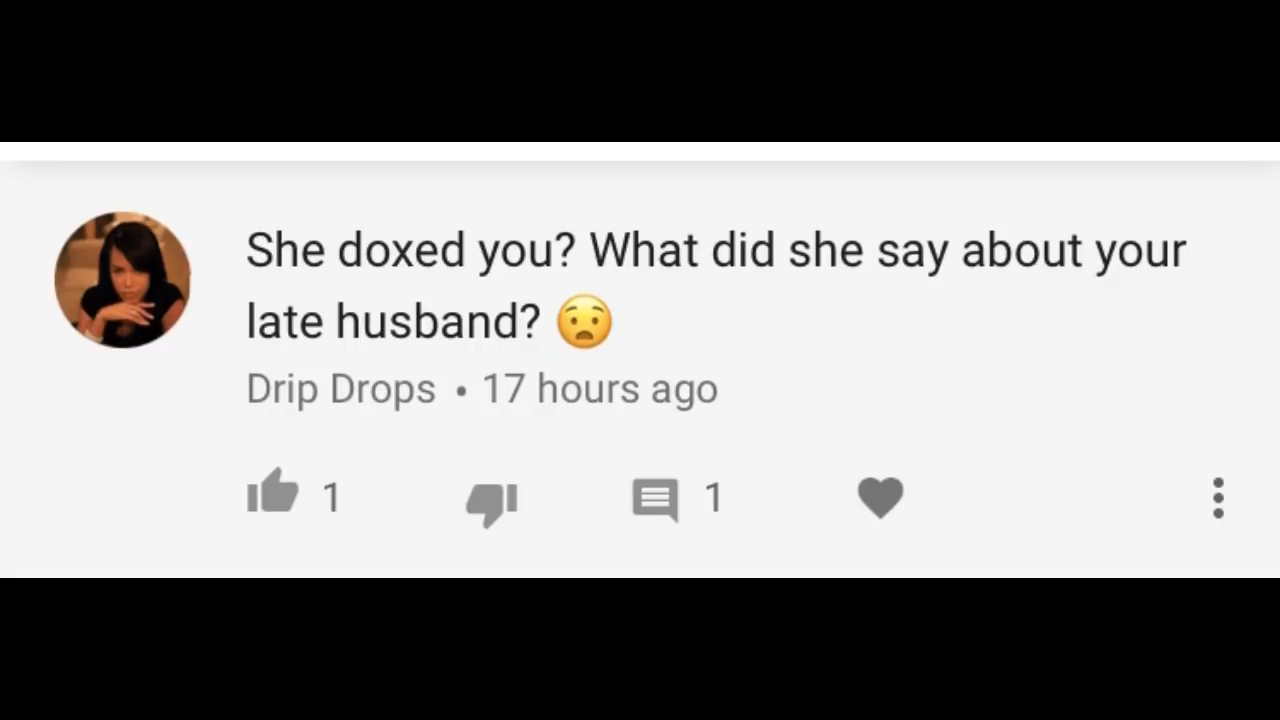 She doxed you? What did she say about your
late husband? 😧
Drip Drops • 17 hours ago
1 1